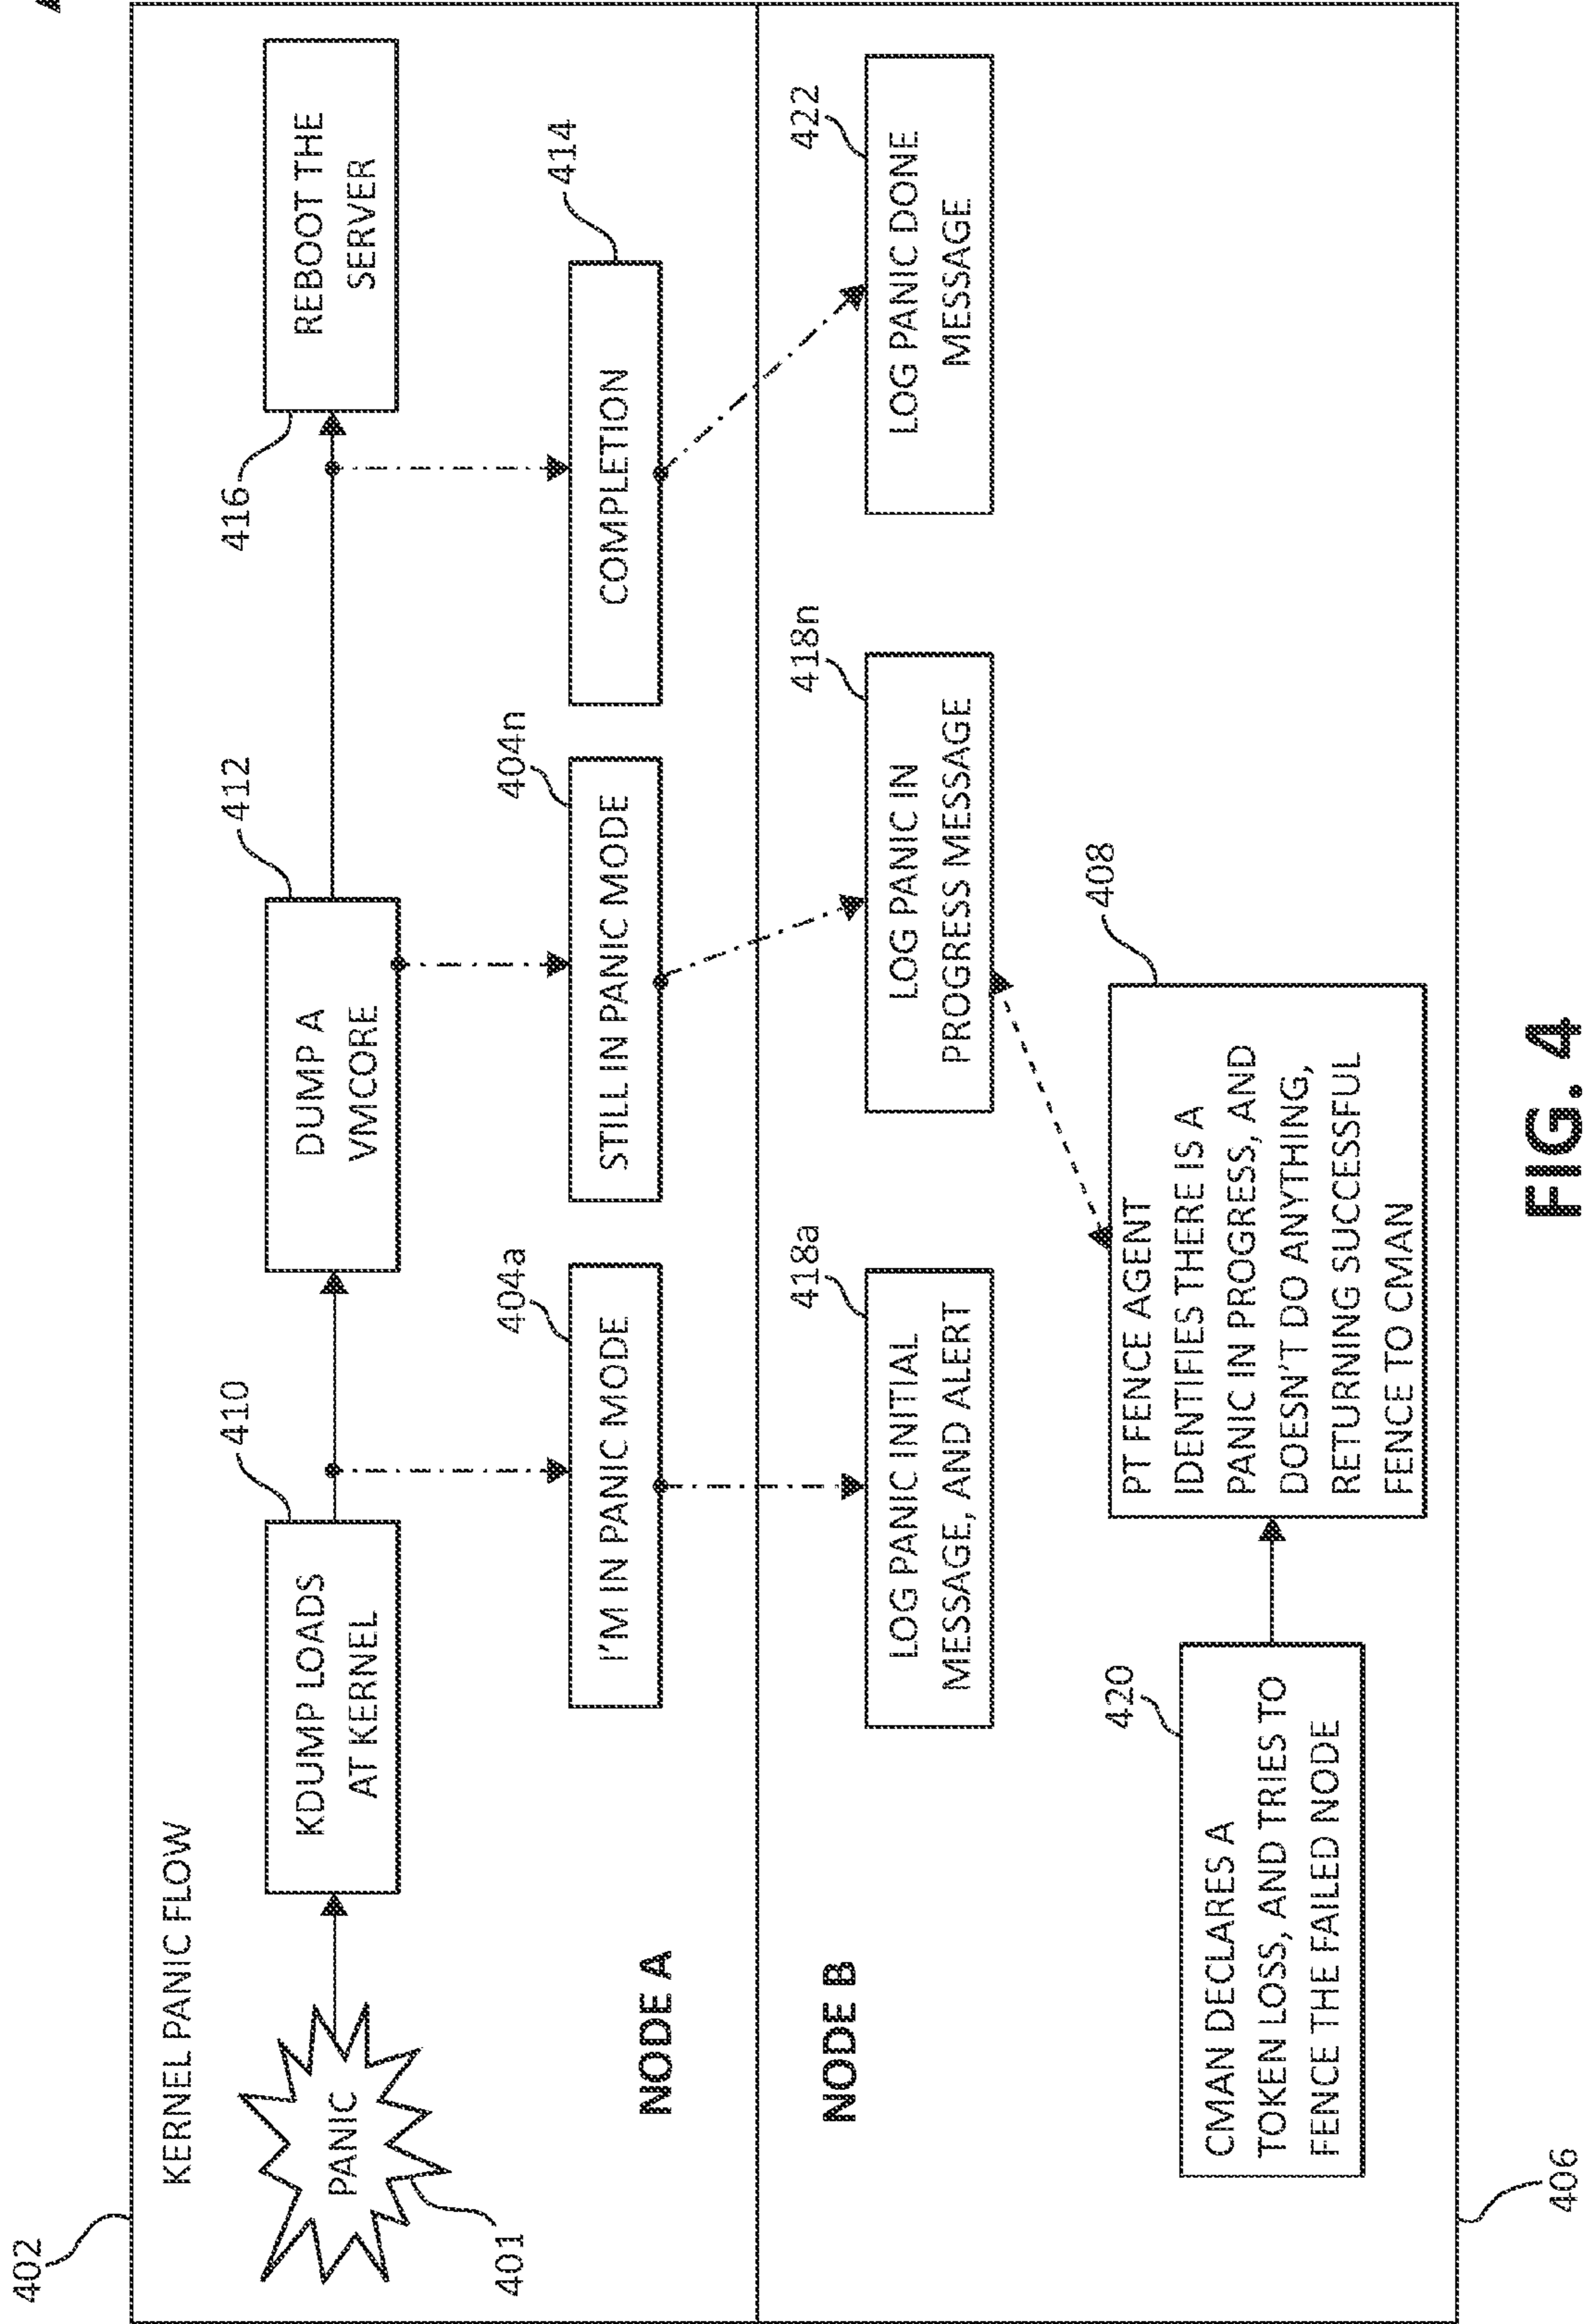 402
KERNEL PANIC FLOW
PANIC
401
410
KDUMP LOADS
AT KERNEL
412
DUMP A
VMCORE
416
REBOOT THE
SERVER
404a
I'M IN PANIC MODE
404n
STILL IN PANIC MODE
414
COMPLETION
NODE A
NODE B
418a
LOG PANIC INITIAL
MESSAGE, AND ALERT
418n
LOG PANIC IN
PROGRESS MESSAGE
422
LOG PANIC DONE
MESSAGE
420
CMAN DECLARES A
TOKEN LOSS, AND TRIES TO
FENCE THE FAILED NODE
408
PT FENCE AGENT
IDENTIFIES THERE IS A
PANIC IN PROGRESS, AND
DOESN'T DO ANYTHING,
RETURNING SUCCESSFUL
FENCE TO CMAN
406
FIG. 4